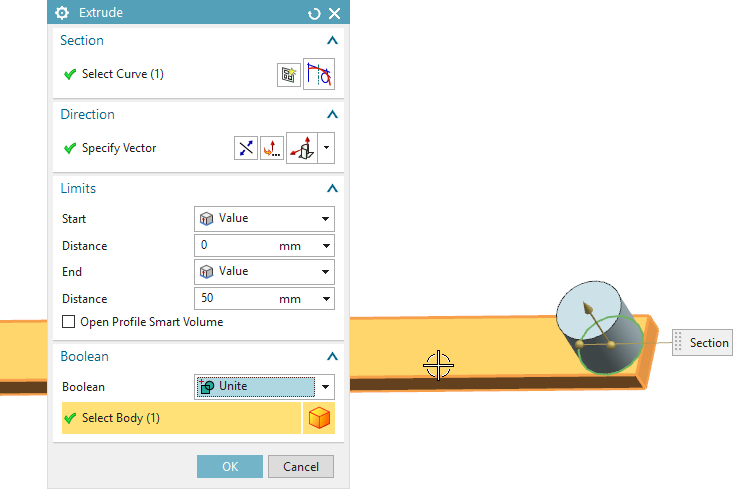 Extrude
Section
Select Curve (1)
Direction
Specify Vector
Limits
Start Value
Distance 0 mm
End Value
Distance 50 mm
Open Profile Smart Volume
Section
Boolean
Boolean Unite
Select Body (1)
OK Cancel